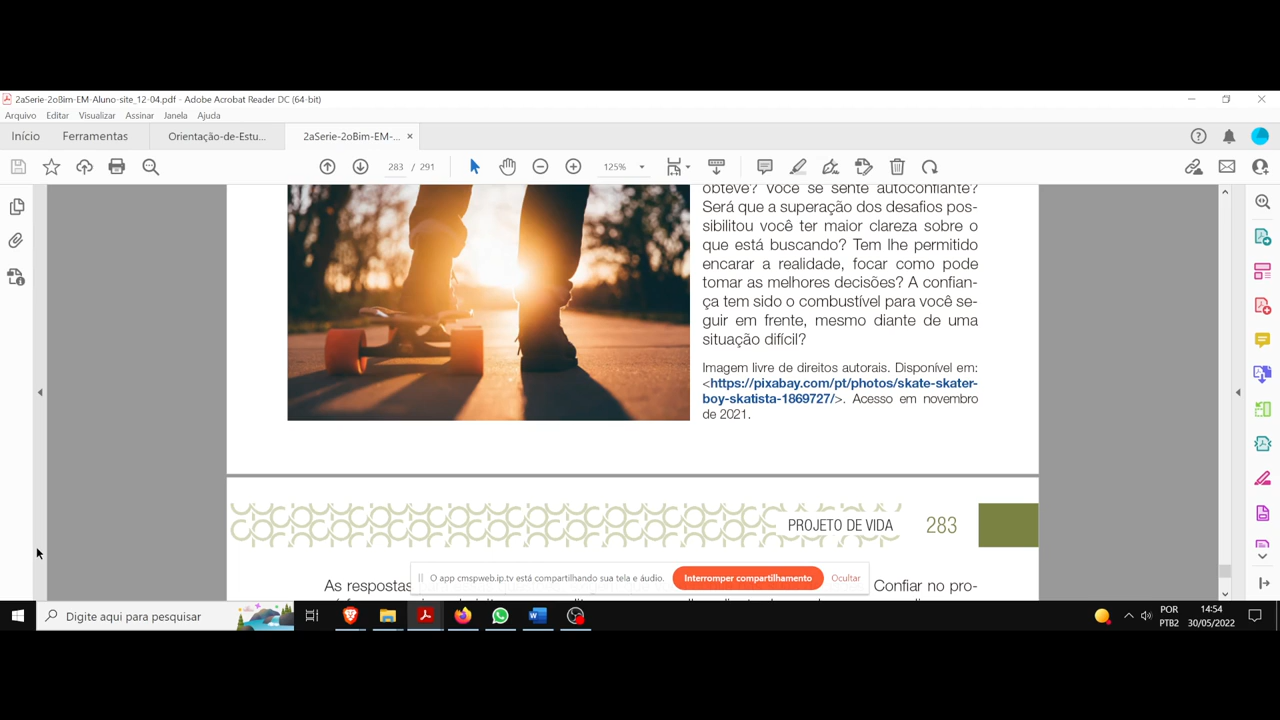 2aSerie-2oBim-EM-Aluno-site_12-04.pdf - Adobe Acrobat Reader DC (64-bit)
Arquivo Editar Visualizar Assinar Janela Ajuda
Início Ferramentas Orientação-de-Estu... 2aSerie-2oBim-EM-...
283 / 291 125%
obteve? Você se sente autoconfiante?
Será que a superação dos desafios pos-
sibilitou você ter maior clareza sobre o
que está buscando? Tem lhe permitido
encarar a realidade, focar como pode
tomar as melhores decisões? A confian-
ça tem sido o combustível para você se-
guir em frente, mesmo diante de uma
situação difícil?
Imagem livre de direitos autorais. Disponível em:
<https://pixabay.com/pt/photos/skate-skater-
boy-skatista-1869727/>. Acesso em novembro
de 2021.
PROJETO DE VIDA 283
As respostas
Confiar no pro-
O app cmspweb.ip.tv está compartilhando sua tela e áudio. Interromper compartilhamento Ocultar
Digite aqui para pesquisar
POR
PTB2
14:54
30/05/2022